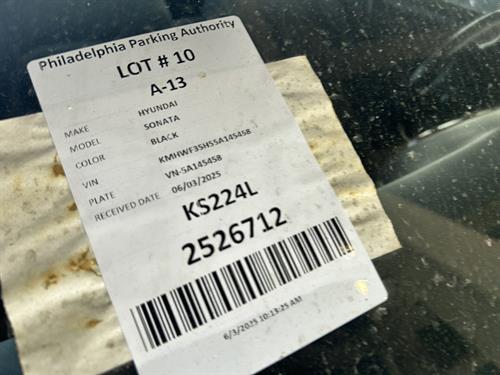 Philadelphia Parking Authority
LOT # 10
A-13
MAKE HYUNDAI
MODEL SONATA
COLOR BLACK
VIN KMHWF35H55A145458
PLATE VN-5A145458
RECEIVED DATE 06/03/2025
KS224L
2526712
6/3/2025 10:13:25 AM